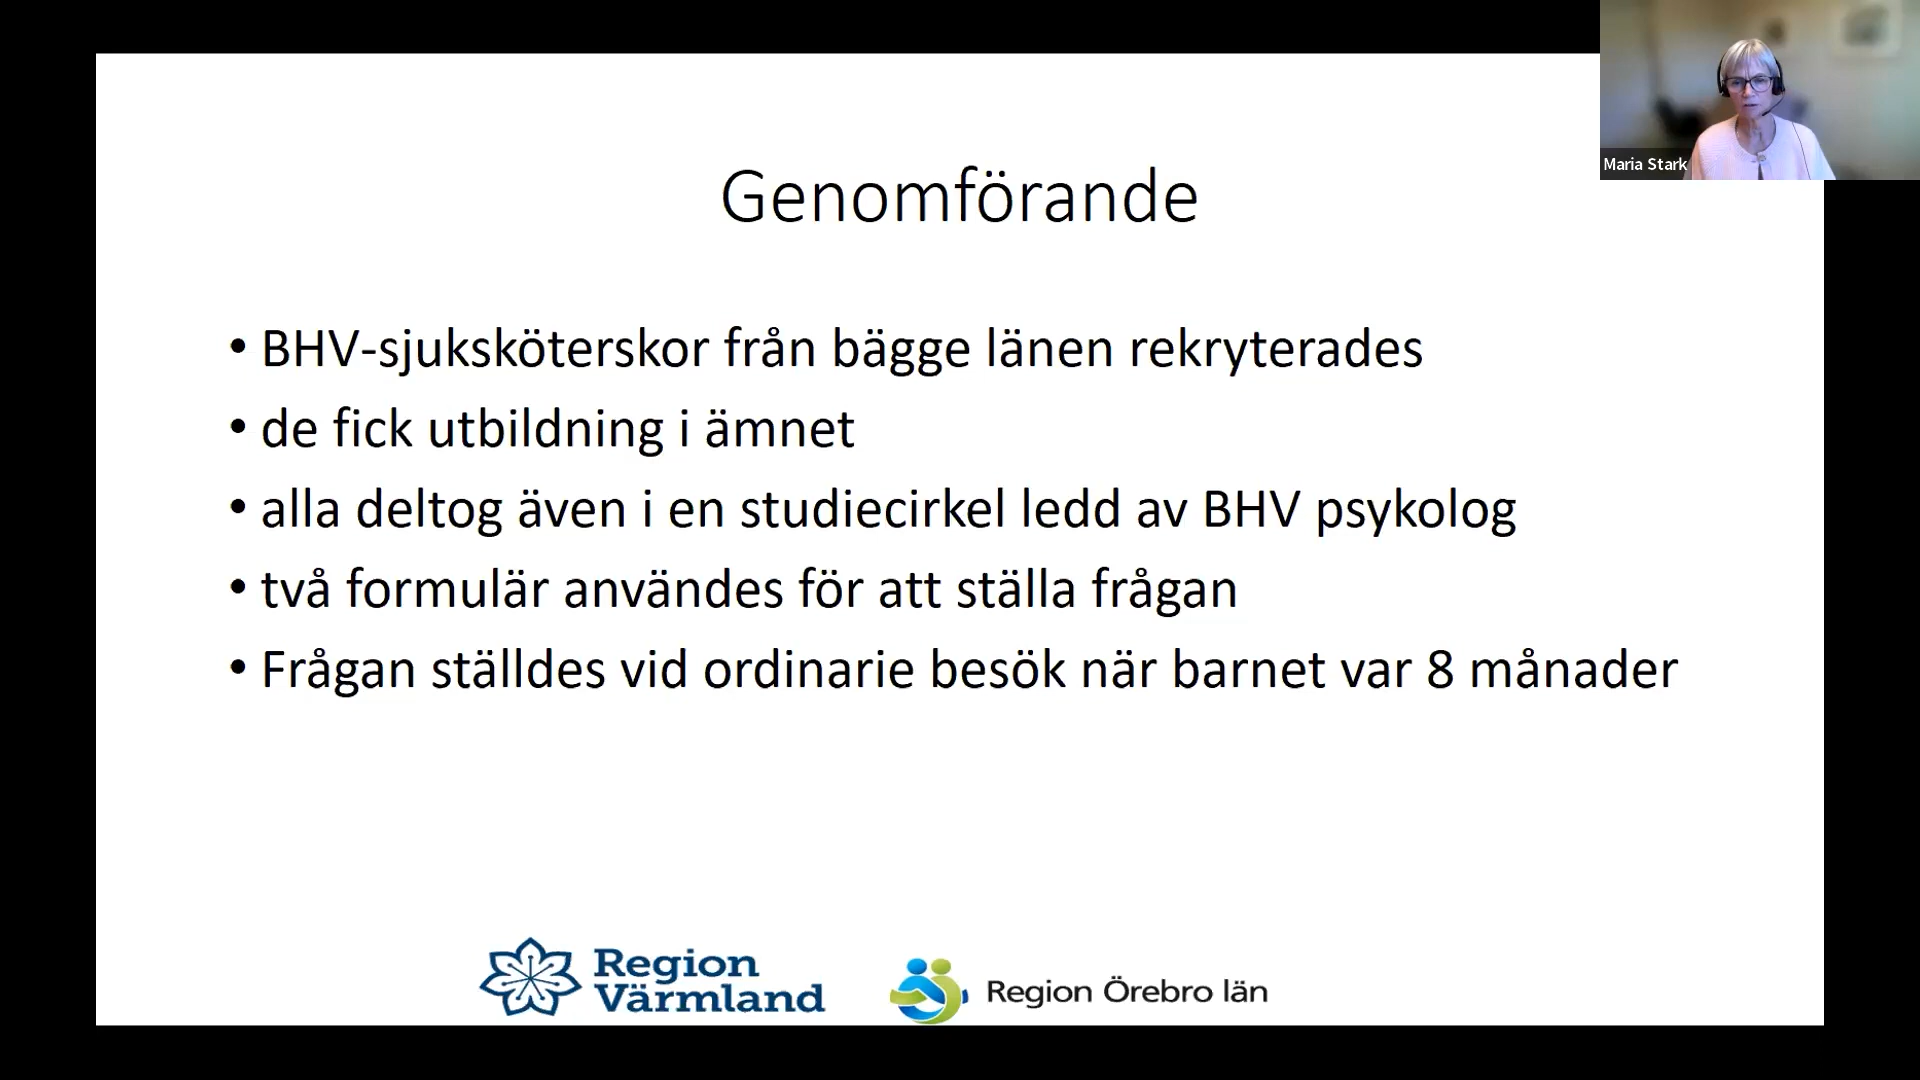 Maria Stark
Genomförande
• BHV-sjuksköterskor från bägge länen rekryterades
• de fick utbildning i ämnet
• alla deltog även i en studiecirkel ledd av BHV psykolog
• två formulär användes för att ställa frågan
• Frågan ställdes vid ordinarie besök när barnet var 8 månader
Region
Värmland
Region Örebro län